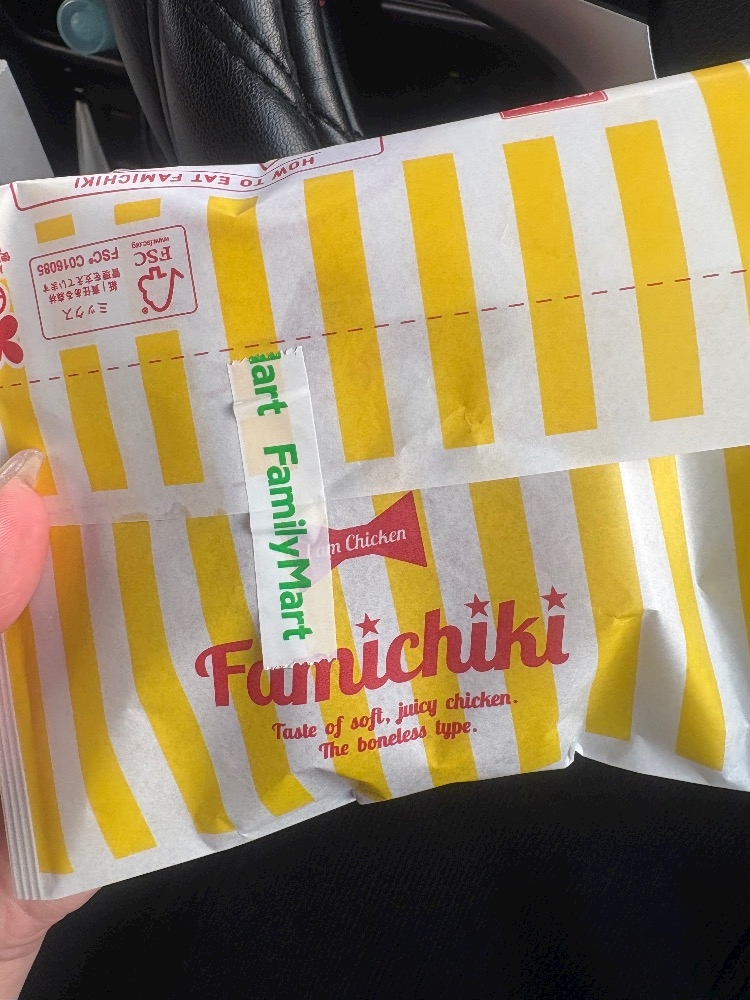 HOW TO EAT FAMICHIKI
FSC
www.fsc.org
ミックス
紙 | 責任ある森林
管理を支えています
FSC® C016085
Mart FamilyMart
am Chicken
Famichiki
Taste of soft, juicy chicken.
The boneless type.